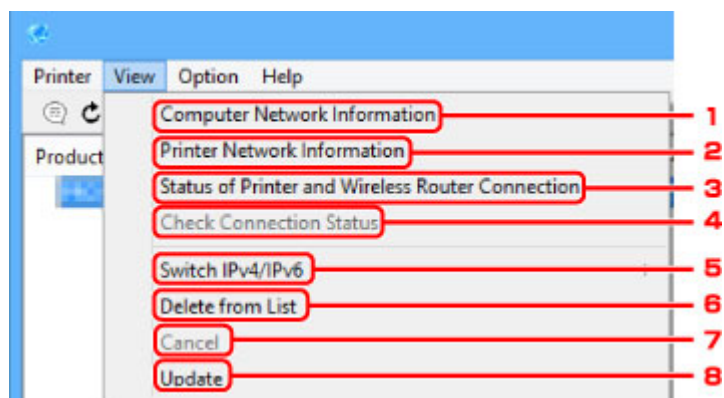 Printer View Option Help
Product
Computer Network Information 1
Printer Network Information 2
Status of Printer and Wireless Router Connection 3
Check Connection Status 4
Switch IPv4/IPv6 5
Delete from List 6
Cancel 7
Update 8